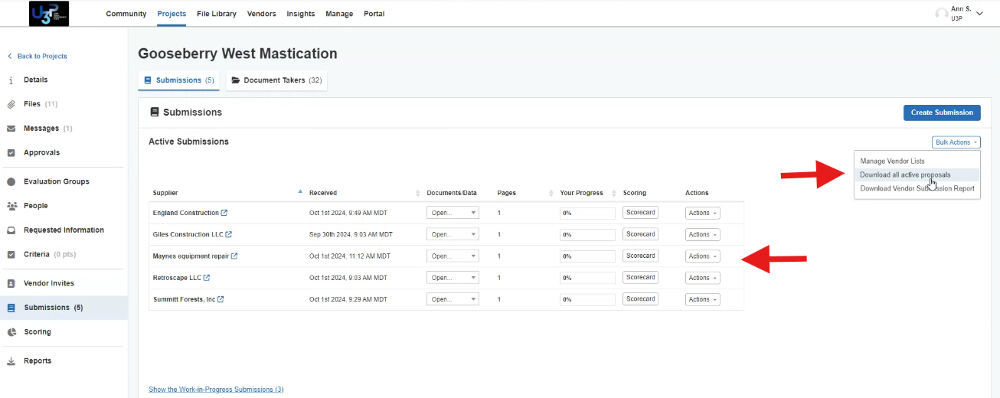 U3P
Community Projects File Library Vendors Insights Manage Portal
Ann S.
U3P
Back to Projects
Details
Files (11)
Messages (1)
Approvals
Evaluation Groups
People
Requested Information
Criteria (0 pts)
Vendor Invites
Submissions (5)
Scoring
Reports
Gooseberry West Mastication
Submissions (5) Document Takers (32)
Submissions
Create Submission
Active Submissions
Bulk Actions
Manage Vendor Lists
Download all active proposals
Download Vendor Submission Report
Supplier Received Documents/Data Pages Your Progress Scoring Actions
England Construction Oct 1st 2024, 9:49 AM MDT Open... 1 0% Scorecard Actions
Giles Construction LLC Sep 30th 2024, 9:03 AM MDT Open... 1 0% Scorecard Actions
Maynes equipment repair Oct 1st 2024, 11:12 AM MDT Open... 1 0% Scorecard Actions
Retroscape LLC Oct 1st 2024, 9:03 AM MDT Open... 1 0% Scorecard Actions
Summitt Forests, Inc Oct 1st 2024, 9:29 AM MDT Open... 1 0% Scorecard Actions
Show the Work-in-Progress Submissions (3)